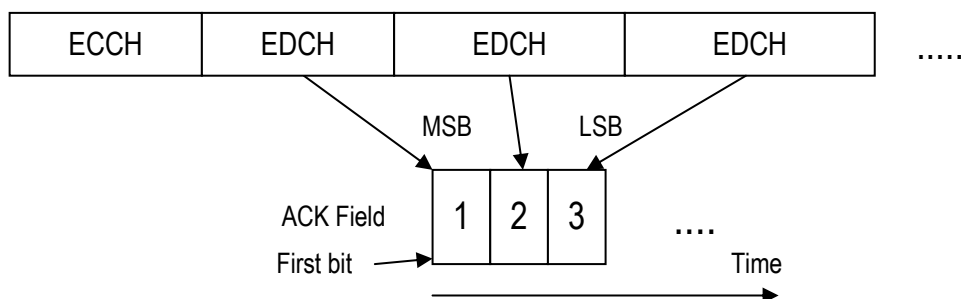 ECCH EDCH EDCH EDCH .....
MSB LSB
ACK Field 1 2 3 ....
First bit Time